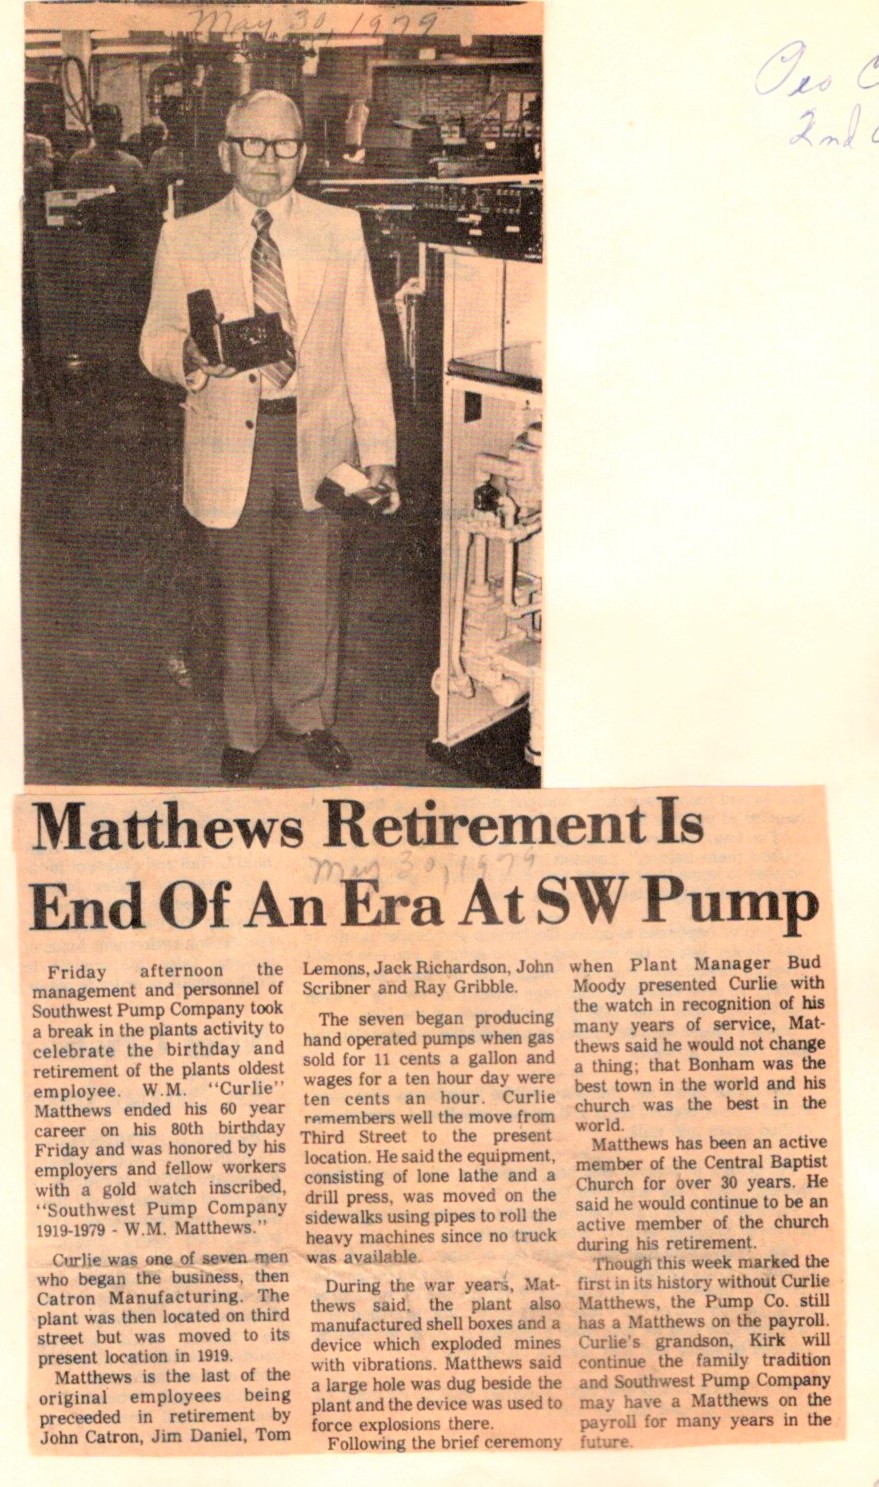 May 30, 1979
Geo C
2nd
Matthews Retirement Is
May 30, 1979
End Of An Era At SW Pump
Friday afternoon the
management and personnel of
Southwest Pump Company took
a break in the plants activity to
celebrate the birthday and
retirement of the plants oldest
employee. W.M. "Curlie"
Matthews ended his 60 year
career on his 80th birthday
Friday and was honored by his
employers and fellow workers
with a gold watch inscribed,
"Southwest Pump Company
1919-1979 - W.M. Matthews."
Curlie was one of seven men
who began the business, then
Catron Manufacturing. The
plant was then located on third
street but was moved to its
present location in 1919.
Matthews is the last of the
original employees being
preceeded in retirement by
John Catron, Jim Daniel, Tom
Lemons, Jack Richardson, John
Scribner and Ray Gribble.
The seven began producing
hand operated pumps when gas
sold for 11 cents a gallon and
wages for a ten hour day were
ten cents an hour. Curlie
remembers well the move from
Third Street to the present
location. He said the equipment,
consisting of lone lathe and a
drill press, was moved on the
sidewalks using pipes to roll the
heavy machines since no truck
was available.
During the war years, Mat-
thews said, the plant also
manufactured shell boxes and a
device which exploded mines
with vibrations. Matthews said
a large hole was dug beside the
plant and the device was used to
force explosions there.
Following the brief ceremony
when Plant Manager Bud
Moody presented Curlie with
the watch in recognition of his
many years of service, Mat-
thews said he would not change
a thing; that Bonham was the
best town in the world and his
church was the best in the
world.
Matthews has been an active
member of the Central Baptist
Church for over 30 years. He
said he would continue to be an
active member of the church
during his retirement.
Though this week marked the
first in its history without Curlie
Matthews, the Pump Co. still
has a Matthews on the payroll.
Curlie's grandson, Kirk will
continue the family tradition
and Southwest Pump Company
may have a Matthews on the
payroll for many years in the
future.